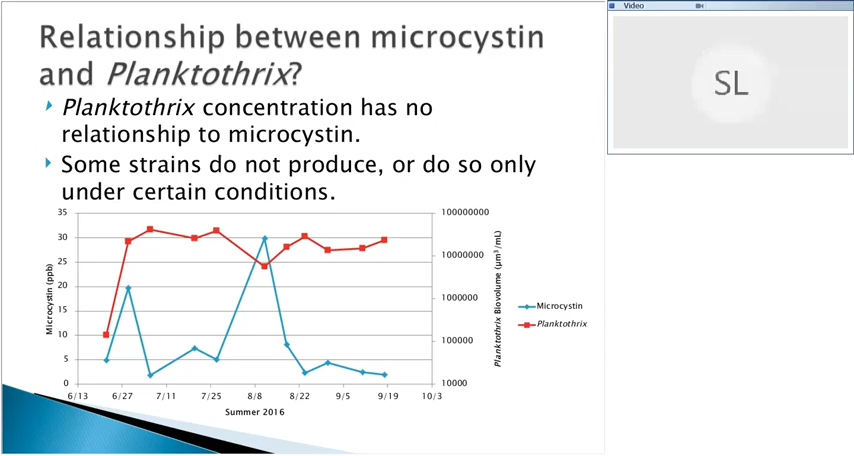 Relationship between microcystin
and Planktothrix?
Planktothrix concentration has no
relationship to microcystin.
Some strains do not produce, or do so only
under certain conditions.
35
30
25
20
15
10
5
0
Microcystin (ppb)
100000000
10000000
1000000
100000
10000
Planktothrix Biovolume (µm³/mL)
6/13 6/27 7/11 7/25 8/8 8/22 9/5 9/19 10/3
Summer 2016
Microcystin
Planktothrix
Video
SL